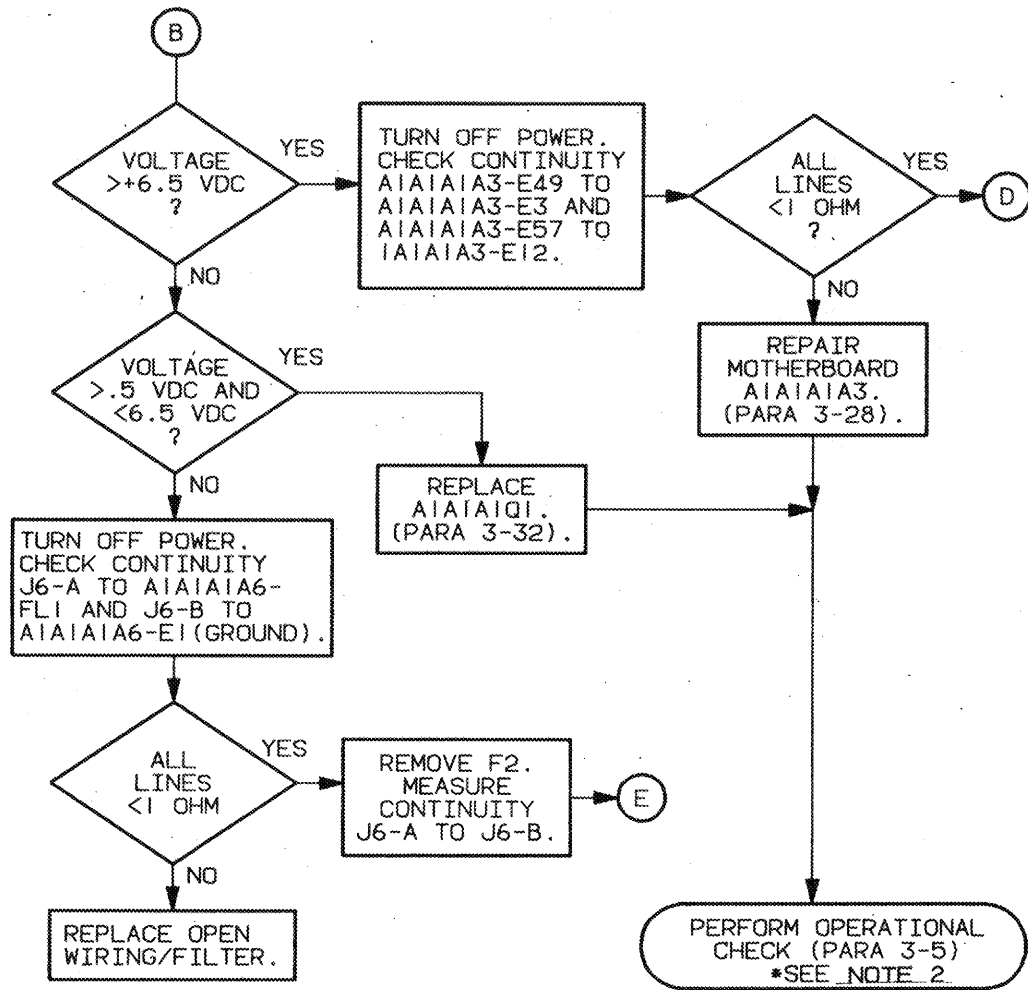 B
VOLTAGE
>+6.5 VDC
?
YES
TURN OFF POWER.
CHECK CONTINUITY
A1A1A1A3-E49 TO
A1A1A1A3-E3 AND
A1A1A1A3-E57 TO
1A1A1A3-E12.
ALL
LINES
<1 OHM
?
YES
D
NO
NO
VOLTAGE
>.5 VDC AND
<6.5 VDC
?
YES
REPAIR
MOTHERBOARD
A1A1A1A3.
(PARA 3-28).
REPLACE
A1A1A1Q1.
(PARA 3-32).
NO
TURN OFF POWER.
CHECK CONTINUITY
J6-A TO A1A1A1A6-
FL1 AND J6-B TO
A1A1A1A6-E1(GROUND).
ALL
LINES
<1 OHM
YES
REMOVE F2.
MEASURE
CONTINUITY
J6-A TO J6-B.
E
NO
REPLACE OPEN
WIRING/FILTER.
PERFORM OPERATIONAL
CHECK (PARA 3-5)
*SEE NOTE 2